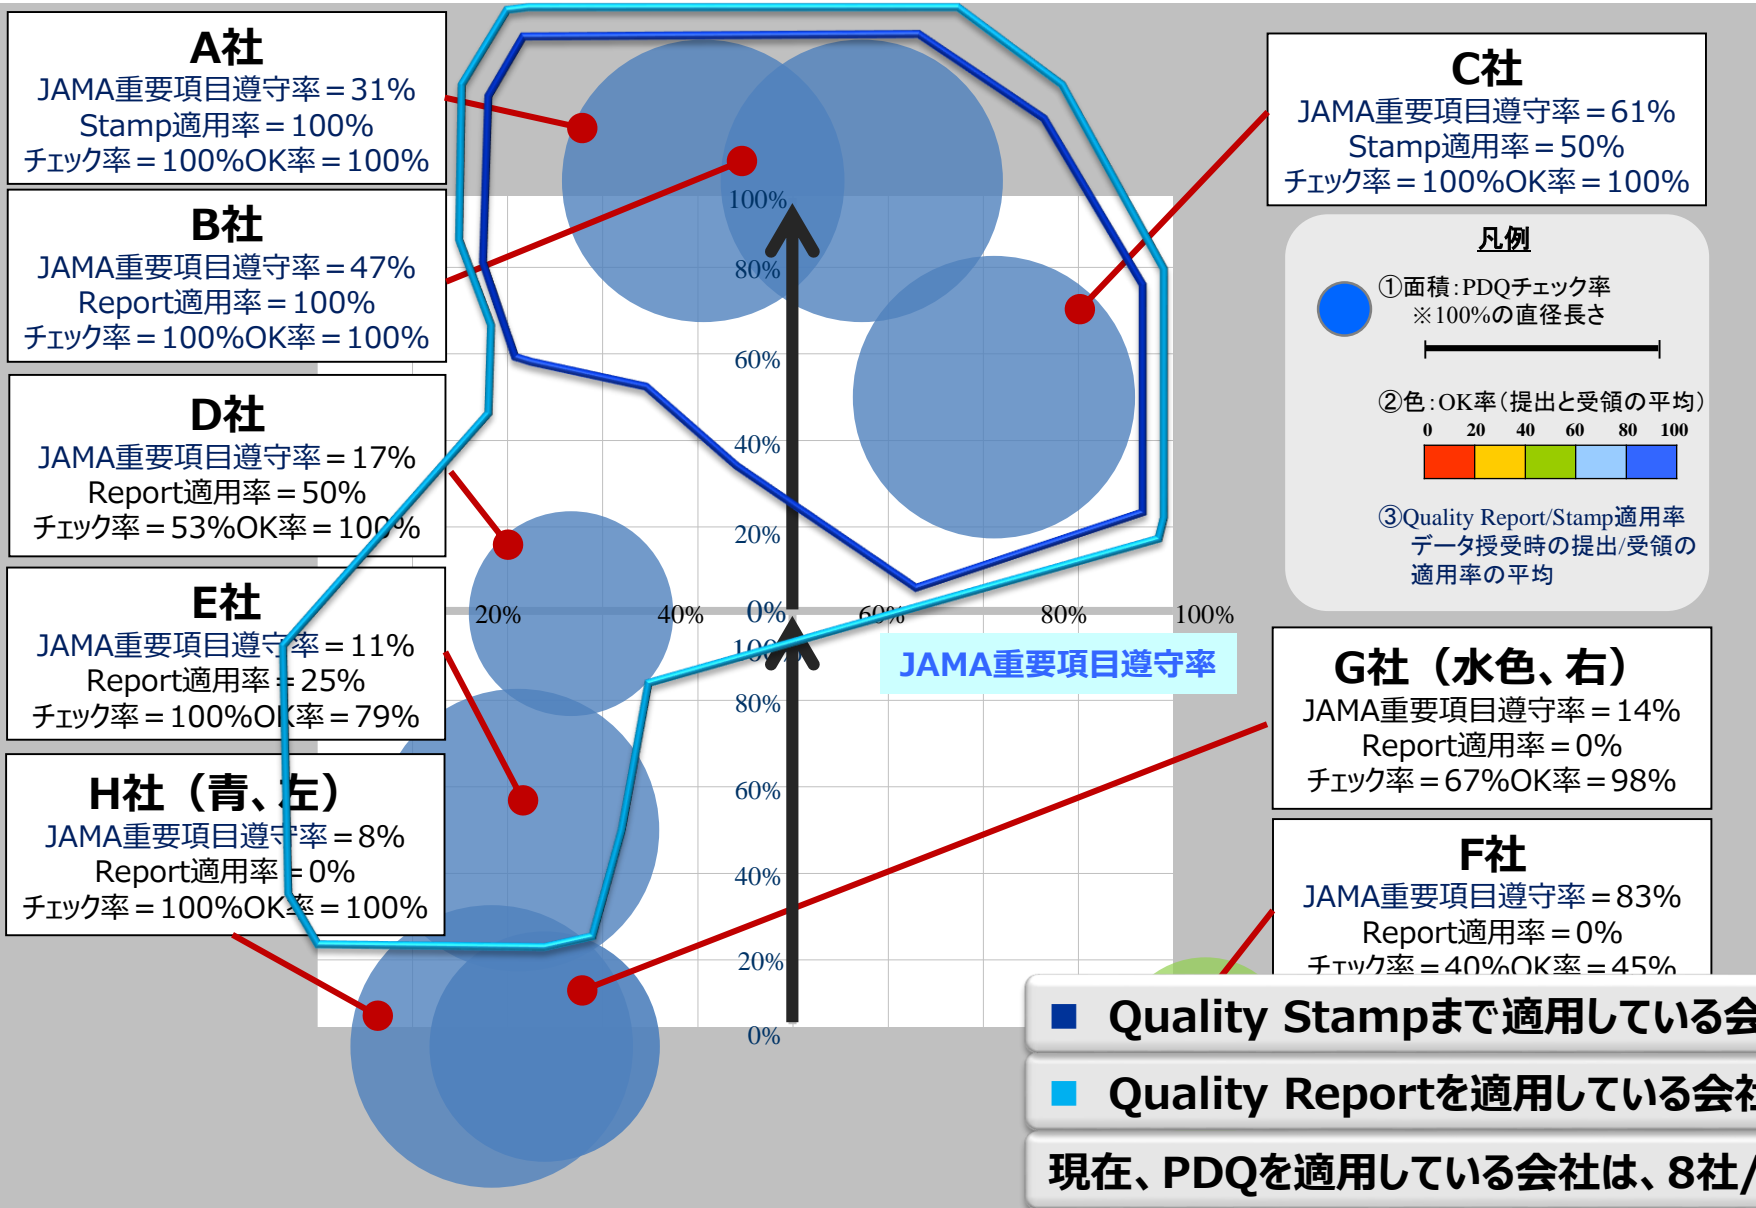 A社
JAMA重要項目遵守率＝31%
Stamp適用率＝100%
チェック率＝100%OK率＝100%
B社
JAMA重要項目遵守率＝47%
Report適用率＝100%
チェック率＝100%OK率＝100%
D社
JAMA重要項目遵守率＝17%
Report適用率＝50%
チェック率＝53%OK率＝100%
E社
JAMA重要項目遵守率＝11%
Report適用率＝25%
チェック率＝100%OK率＝79%
H社（青、左）
JAMA重要項目遵守率＝8%
Report適用率＝0%
チェック率＝100%OK率＝100%
100%
80%
60%
40%
20%
0%
20%
40%
60%
80%
100%
100%
80%
60%
40%
20%
0%
JAMA重要項目遵守率
C社
JAMA重要項目遵守率＝61%
Stamp適用率＝50%
チェック率＝100%OK率＝100%
凡例
①面積：PDQチェック率
※100%の直径長さ
②色：OK率（提出と受領の平均）
0 20 40 60 80 100
③Quality Report/Stamp適用率
データ授受時の提出/受領の
適用率の平均
G社（水色、右）
JAMA重要項目遵守率＝14%
Report適用率＝0%
チェック率＝67%OK率＝98%
F社
JAMA重要項目遵守率＝83%
Report適用率＝0%
チェック率＝40%OK率＝45%
■ Quality Stampまで適用している会
■ Quality Reportを適用している会社
現在、PDQを適用している会社は、8社/